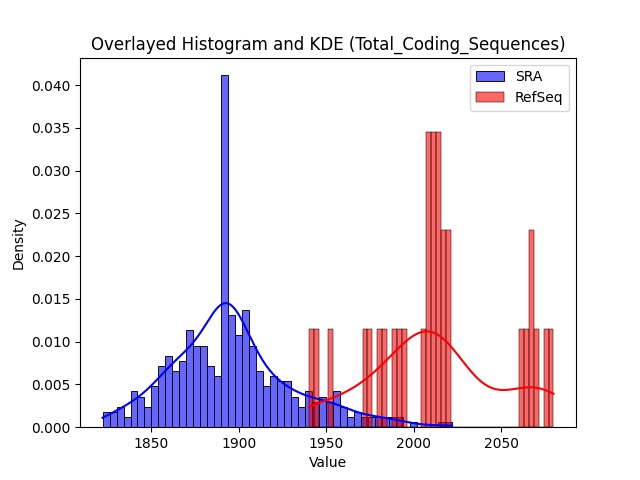 Overlayed Histogram and KDE (Total_Coding_Sequences)
SRA
RefSeq
0.040
0.035
0.030
0.025
0.020
0.015
0.010
0.005
0.000
Density
1850 1900 1950 2000 2050
Value